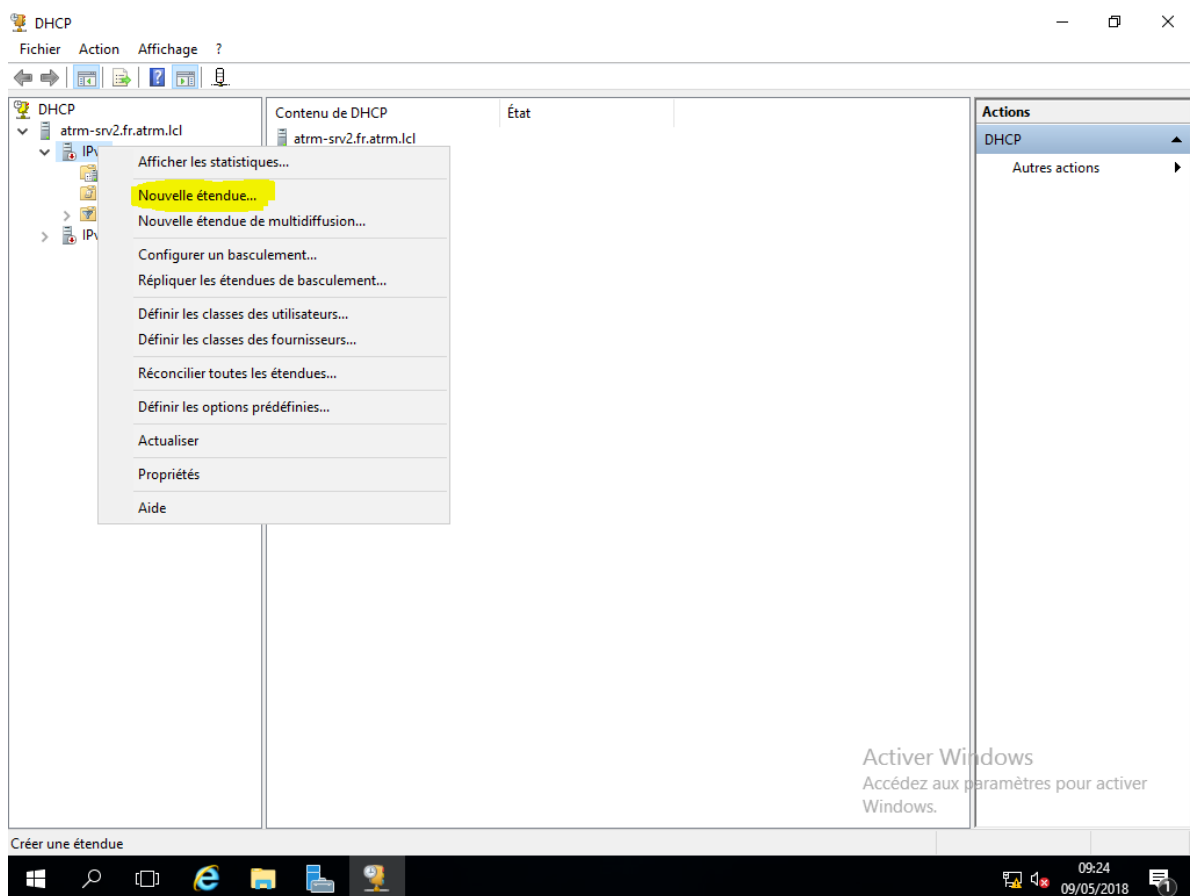 DHCP
Fichier Action Affichage ?
DHCP
atrm-srv2.fr.atrm.lcl
IPv
IPv
Contenu de DHCP État
atrm-srv2.fr.atrm.lcl
Afficher les statistiques...
Nouvelle étendue...
Nouvelle étendue de multidiffusion...
Configurer un basculement...
Répliquer les étendues de basculement...
Définir les classes des utilisateurs...
Définir les classes des fournisseurs...
Réconcilier toutes les étendues...
Définir les options prédéfinies...
Actualiser
Propriétés
Aide
Actions
DHCP
Autres actions
Activer Windows
Accédez aux paramètres pour activer
Windows.
Créer une étendue
09:24
09/05/2018
1